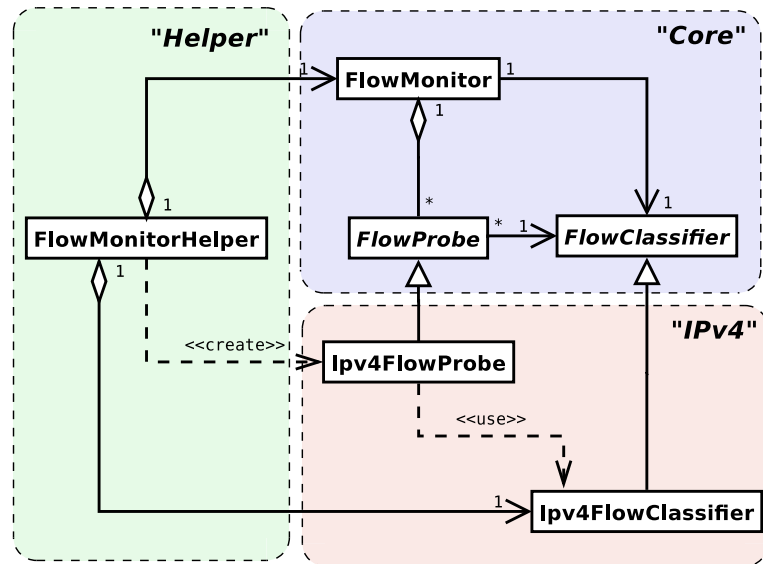 "Helper"
"Core"
1
FlowMonitor
1
1
*
1
1
FlowMonitorHelper
1
FlowProbe
*
1
FlowClassifier
<<create>>
"IPv4"
Ipv4FlowProbe
<<use>>
1
Ipv4FlowClassifier